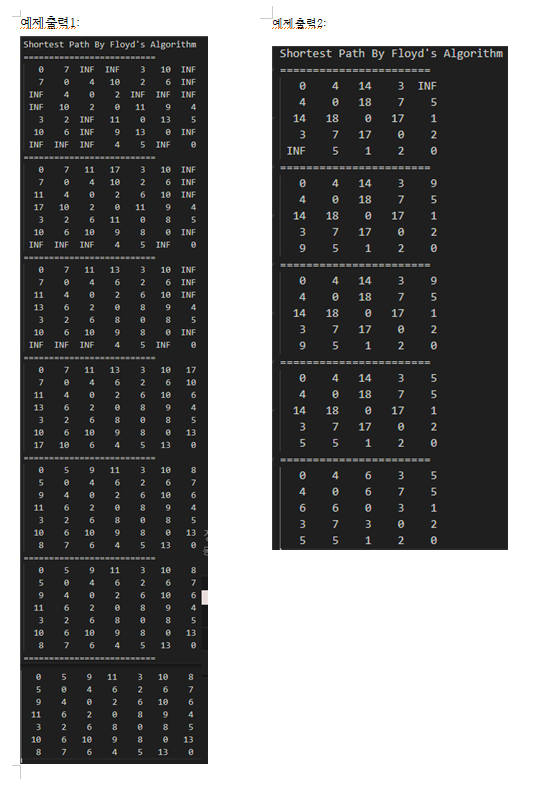 예제출력1:
Shortest Path By Floyd's Algorithm
==========================
0 7 INF INF 3 10 INF
7 0 4 10 2 6 INF
INF 4 0 2 INF INF INF
INF 10 2 0 11 9 4
3 2 INF 11 0 13 5
10 6 INF 9 13 0 INF
INF INF INF 4 5 INF 0
==========================
0 7 11 17 3 10 INF
7 0 4 10 2 6 INF
11 4 0 2 6 10 INF
17 10 2 0 11 9 4
3 2 6 11 0 8 5
10 6 10 9 8 0 INF
INF INF INF 4 5 INF 0
==========================
0 7 11 13 3 10 INF
7 0 4 6 2 6 INF
11 4 0 2 6 10 INF
13 6 2 0 8 9 4
3 2 6 8 0 8 5
10 6 10 9 8 0 INF
INF INF INF 4 5 INF 0
==========================
0 7 11 13 3 10 17
7 0 4 6 2 6 10
11 4 0 2 6 10 6
13 6 2 0 8 9 4
3 2 6 8 0 8 5
10 6 10 9 8 0 13
17 10 6 4 5 13 0
==========================
0 5 9 11 3 10 8
5 0 4 6 2 6 7
9 4 0 2 6 10 6
11 6 2 0 8 9 4
3 2 6 8 0 8 5
10 6 10 9 8 0 13
8 7 6 4 5 13 0
==========================
0 5 9 11 3 10 8
5 0 4 6 2 6 7
9 4 0 2 6 10 6
11 6 2 0 8 9 4
3 2 6 8 0 8 5
10 6 10 9 8 0 13
8 7 6 4 5 13 0
==========================
0 5 9 11 3 10 8
5 0 4 6 2 6 7
9 4 0 2 6 10 6
11 6 2 0 8 9 4
3 2 6 8 0 8 5
10 6 10 9 8 0 13
8 7 6 4 5 13 0
예제출력2:
Shortest Path By Floyd's Algorithm
=======================
0 4 14 3 INF
4 0 18 7 5
14 18 0 17 1
3 7 17 0 2
INF 5 1 2 0
=======================
0 4 14 3 9
4 0 18 7 5
14 18 0 17 1
3 7 17 0 2
9 5 1 2 0
=======================
0 4 14 3 9
4 0 18 7 5
14 18 0 17 1
3 7 17 0 2
9 5 1 2 0
=======================
0 4 14 3 5
4 0 18 7 5
14 18 0 17 1
3 7 17 0 2
5 5 1 2 0
=======================
0 4 6 3 5
4 0 6 7 5
6 6 0 3 1
3 7 3 0 2
5 5 1 2 0